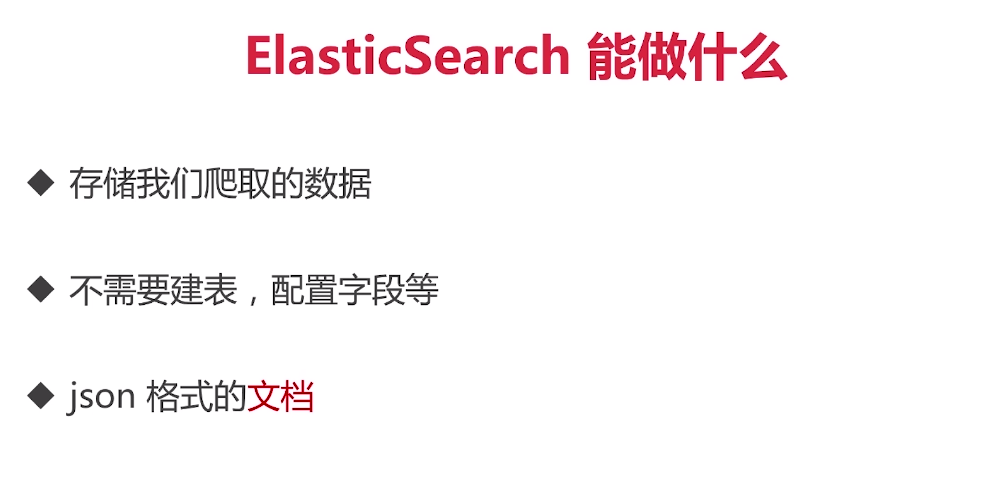 ElasticSearch 能做什么
◆ 存储我们爬取的数据
◆ 不需要建表，配置字段等
◆ json 格式的文档